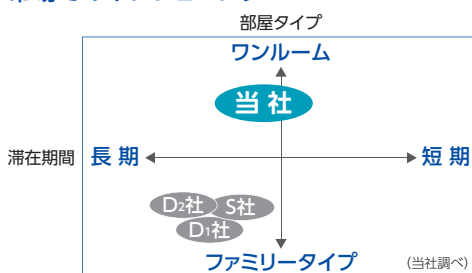 部屋タイプ
ワンルーム
当社
滞在期間 長期 短期
D2社 S社
D1社
ファミリータイプ (当社調べ)